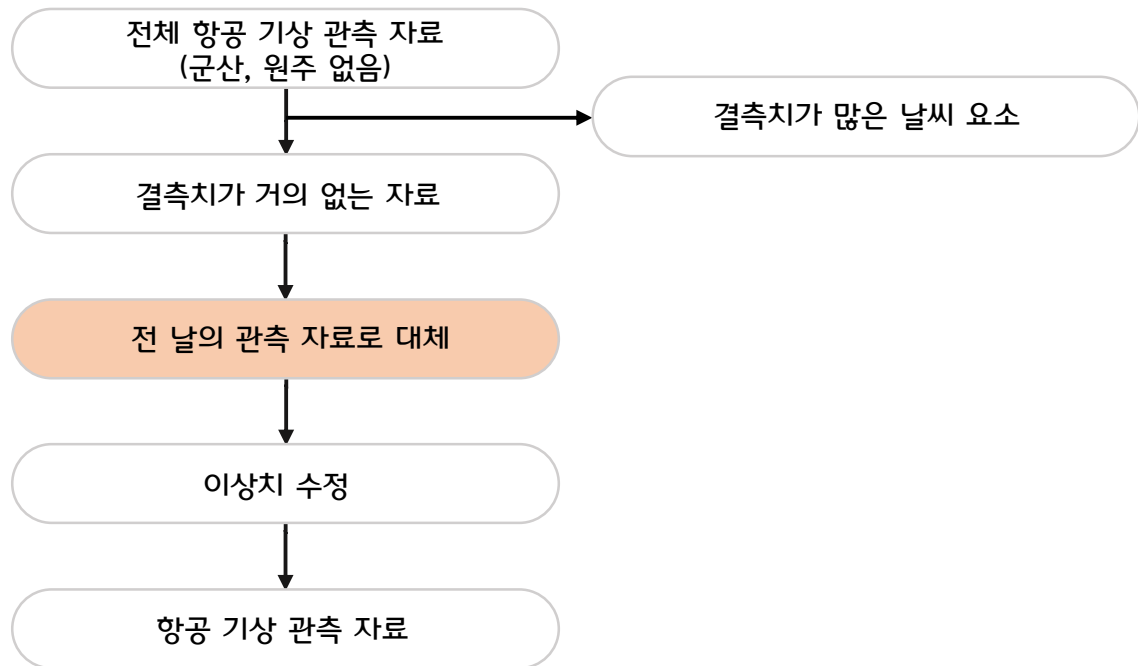 전체 항공 기상 관측 자료
(군산, 원주 없음)
결측치가 많은 날씨 요소
결측치가 거의 없는 자료
전 날의 관측 자료로 대체
이상치 수정
항공 기상 관측 자료